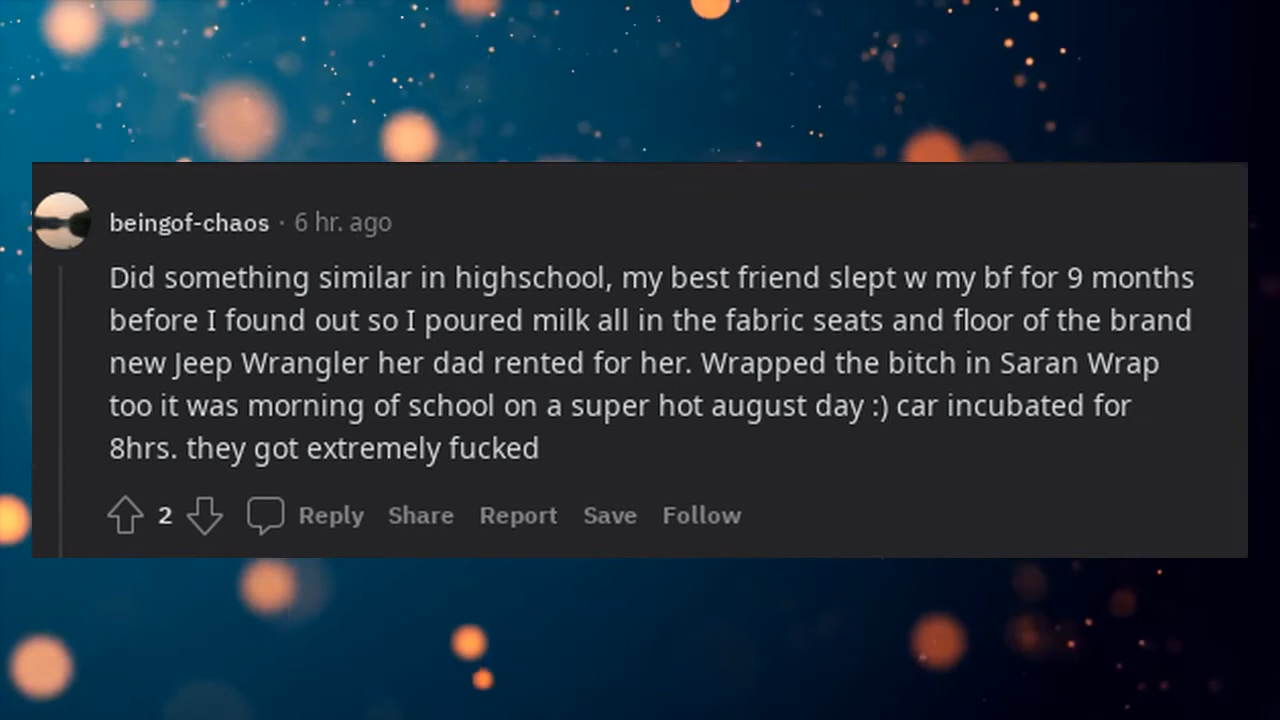 beingof-chaos · 6 hr. ago
Did something similar in highschool, my best friend slept w my bf for 9 months
before I found out so I poured milk all in the fabric seats and floor of the brand
new Jeep Wrangler her dad rented for her. Wrapped the bitch in Saran Wrap
too it was morning of school on a super hot august day :) car incubated for
8hrs. they got extremely fucked
2 Reply Share Report Save Follow